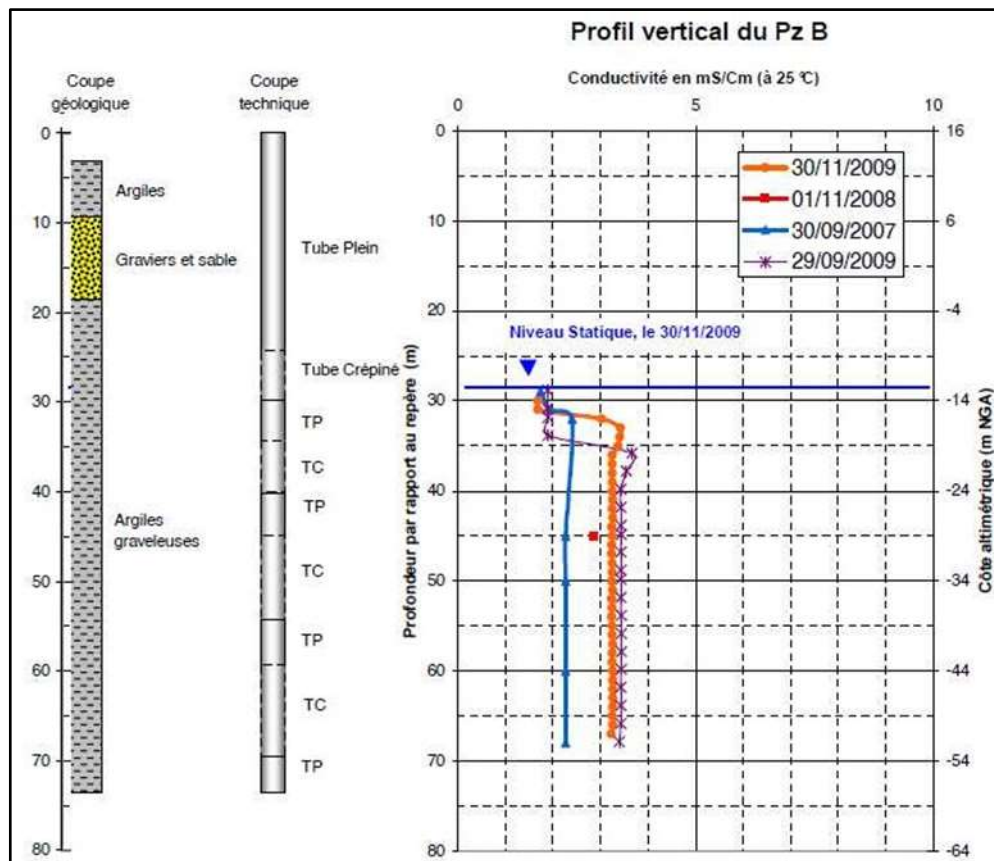 Profil vertical du Pz B
Coupe
géologique
Coupe
technique
Conductivité en mS/Cm (à 25 °C)
0
5
10
0
10
20
30
40
50
60
70
80
Argiles
Graviers et sable
Argiles
graveleuses
Tube Plein
Tube Crépiné
TP
TC
TP
TC
TP
TC
TP
Profondeur par rapport au repère (m)
0
10
20
30
40
50
60
70
80
30/11/2009
01/11/2008
30/09/2007
29/09/2009
Niveau Statique, le 30/11/2009
16
6
-4
-14
-24
-34
-44
-54
-64
Côte altimétrique (m NGA)